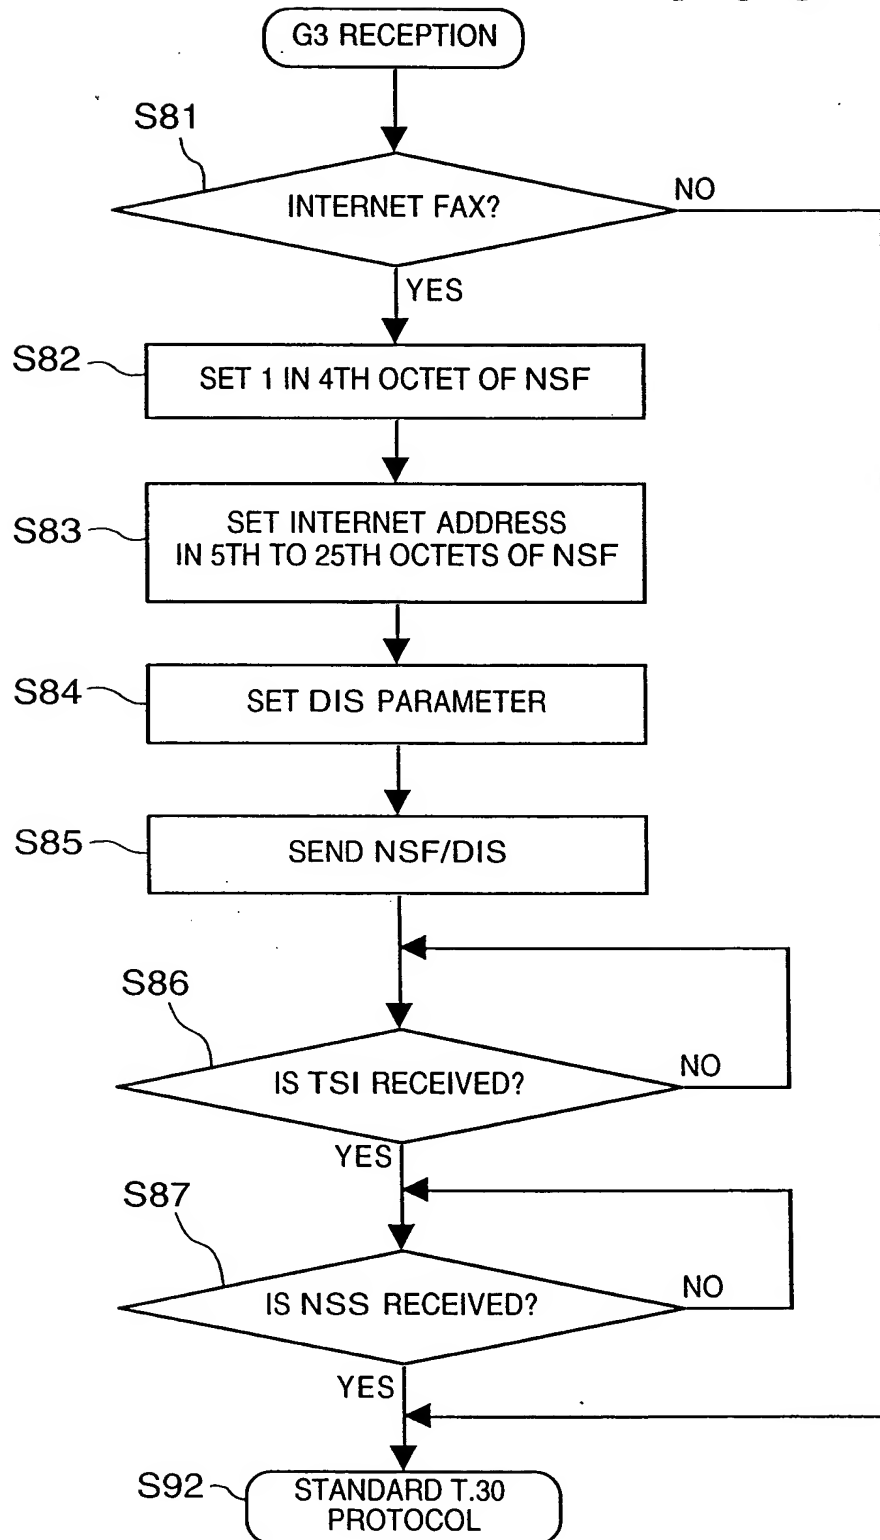 G3 RECEPTION
S81
INTERNET FAX?
NO
YES
S82
SET 1 IN 4TH OCTET OF NSF
S83
SET INTERNET ADDRESS
IN 5TH TO 25TH OCTETS OF NSF
S84
SET DIS PARAMETER
S85
SEND NSF/DIS
S86
IS TSI RECEIVED?
NO
YES
S87
IS NSS RECEIVED?
NO
YES
S92
STANDARD T.30
PROTOCOL